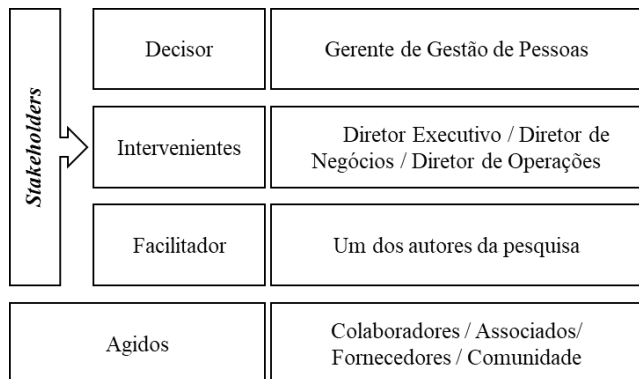 Stakeholders
Decisor
Gerente de Gestão de Pessoas
Intervenientes
Diretor Executivo / Diretor de
Negócios / Diretor de Operações
Facilitador
Um dos autores da pesquisa
Agidos
Colaboradores / Associados/
Fornecedores / Comunidade